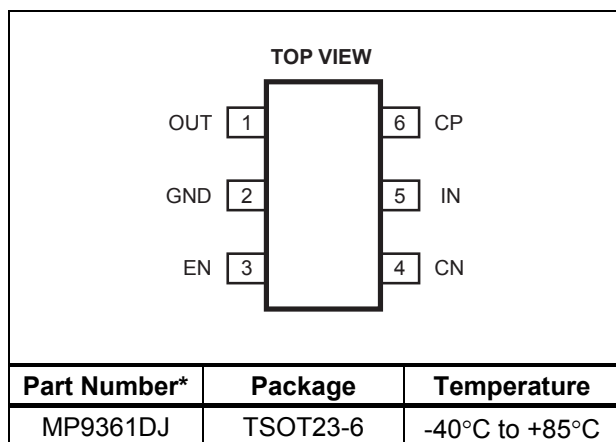 TOP VIEW
OUT 1 6 CP
GND 2 5 IN
EN 3 4 CN
Part Number* Package Temperature
MP9361DJ TSOT23-6 -40°C to +85°C